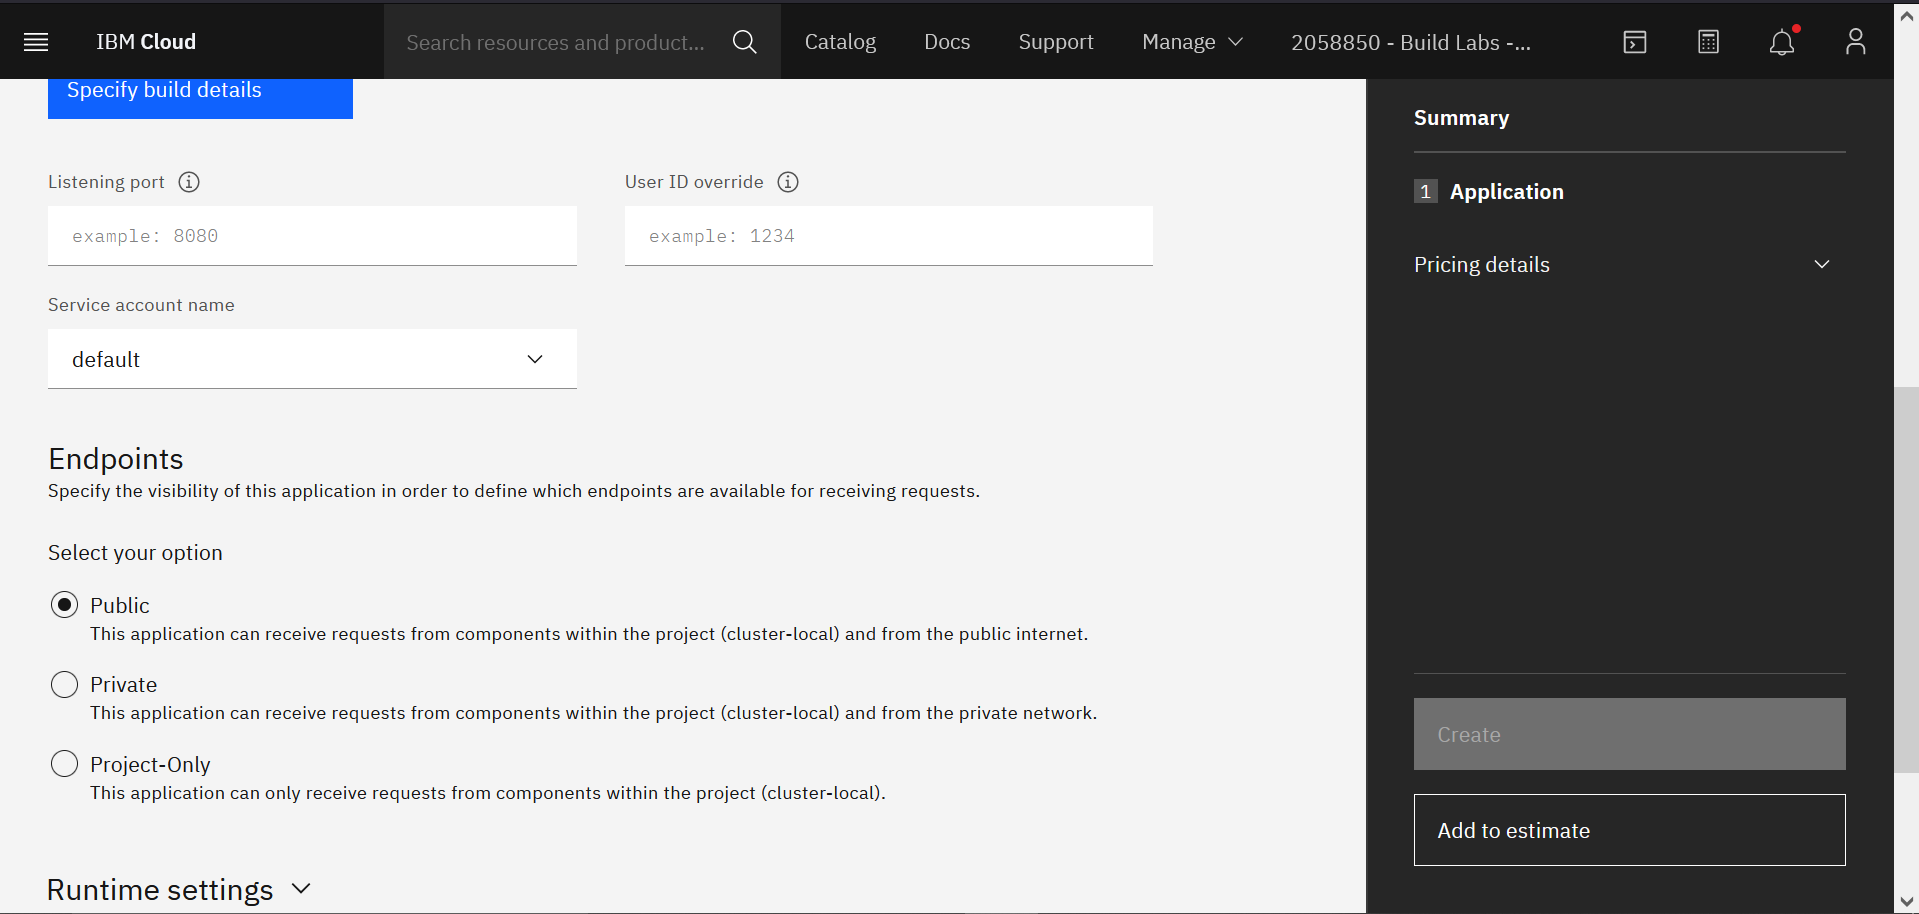 IBM Cloud
Search resources and product...
Catalog
Docs
Support
Manage
2058850 - Build Labs -...
Specify build details
Listening port
User ID override
example: 8080
example: 1234
Service account name
default
Endpoints
Specify the visibility of this application in order to define which endpoints are available for receiving requests.
Select your option
Public
This application can receive requests from components within the project (cluster-local) and from the public internet.
Private
This application can receive requests from components within the project (cluster-local) and from the private network.
Project-Only
This application can only receive requests from components within the project (cluster-local).
Runtime settings
Summary
1 Application
Pricing details
Create
Add to estimate